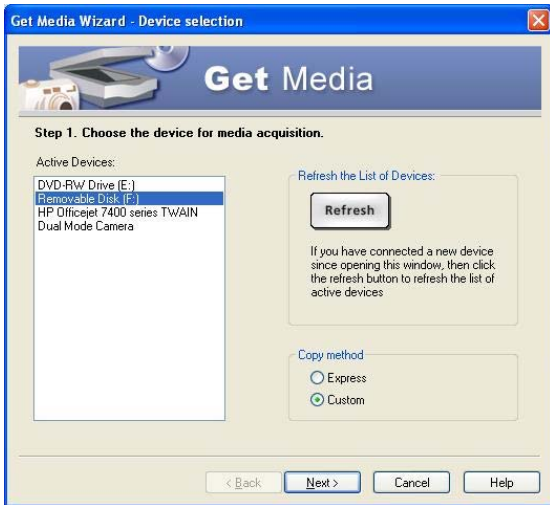 Get Media Wizard - Device selection
Get Media
Step 1. Choose the device for media acquisition.
Active Devices:
DVD-RW Drive (E:)
Removable Disk (F:)
HP Officejet 7400 series TWAIN
Dual Mode Camera
Refresh the List of Devices:
Refresh
If you have connected a new device
since opening this window, then click
the refresh button to refresh the list of
active devices
Copy method
Express
Custom
< Back
Next >
Cancel
Help